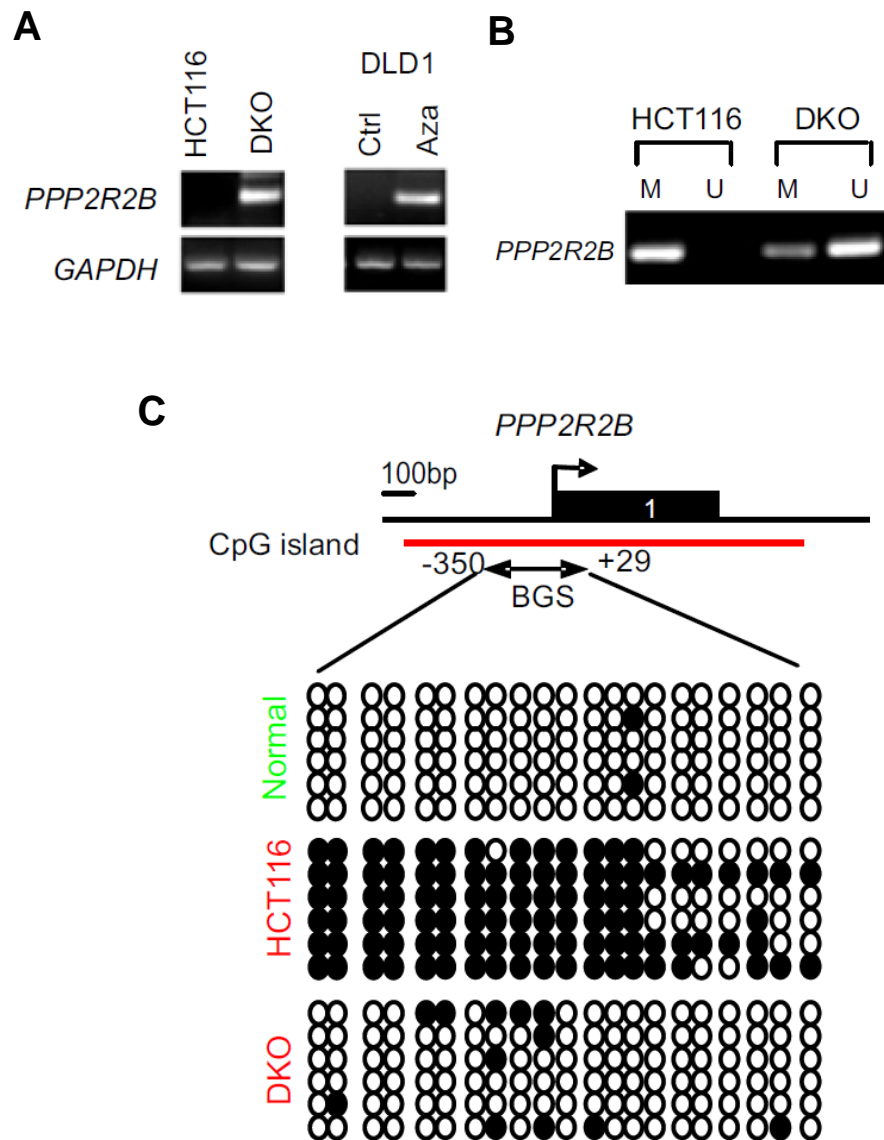 A
HCT116
DKO
DLD1
Ctrl
Aza
PPP2R2B
GAPDH
B
HCT116 DKO
M U M U
PPP2R2B
C
PPP2R2B
100bp
1
CpG island
-350 +29
BGS
Normal
HCT116
DKO